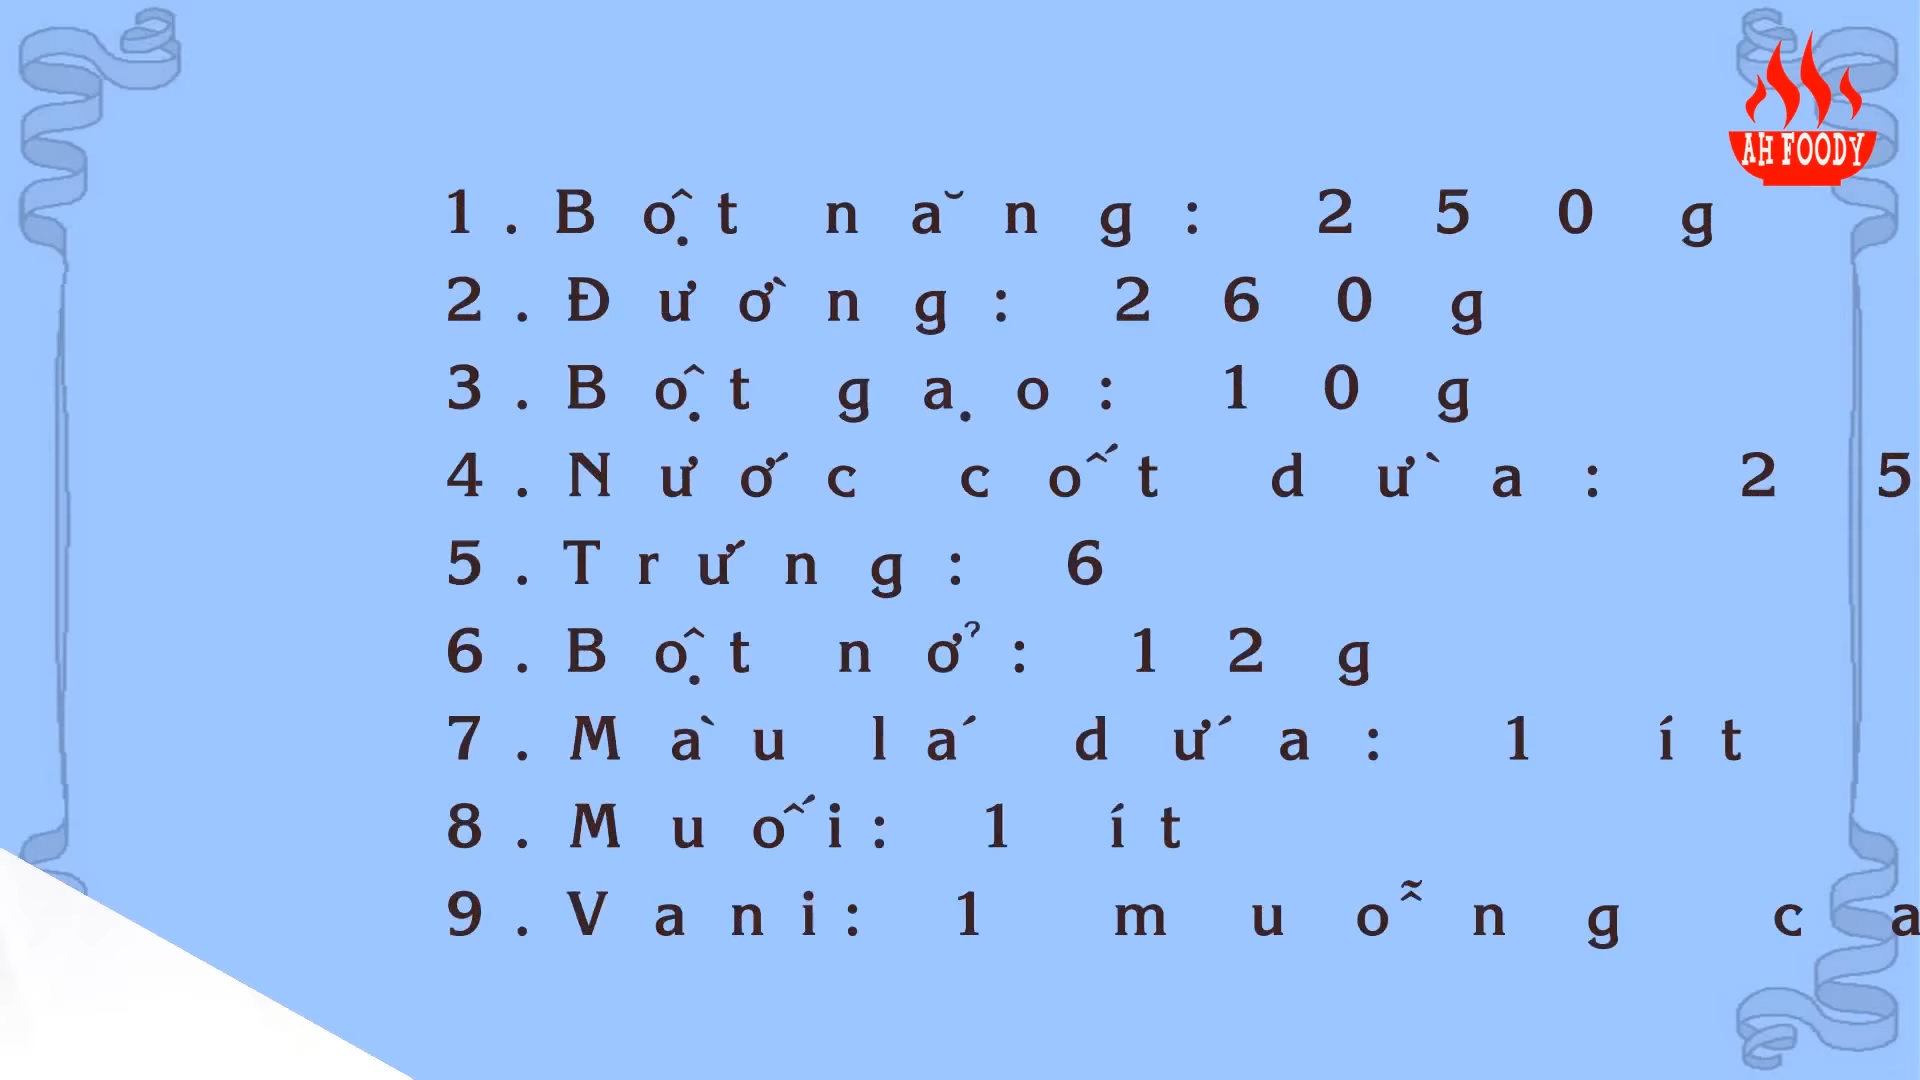 AH FOODY
1. Bột năng: 250g
2. Đường: 260g
3. Bột gạo: 10g
4. Nước cốt dừa: 25
5. Trứng: 6
6. Bột nở: 12g
7. Màu lá dứa: 1 ít
8. Muối: 1 ít
9. Vani: 1 muỗng ca